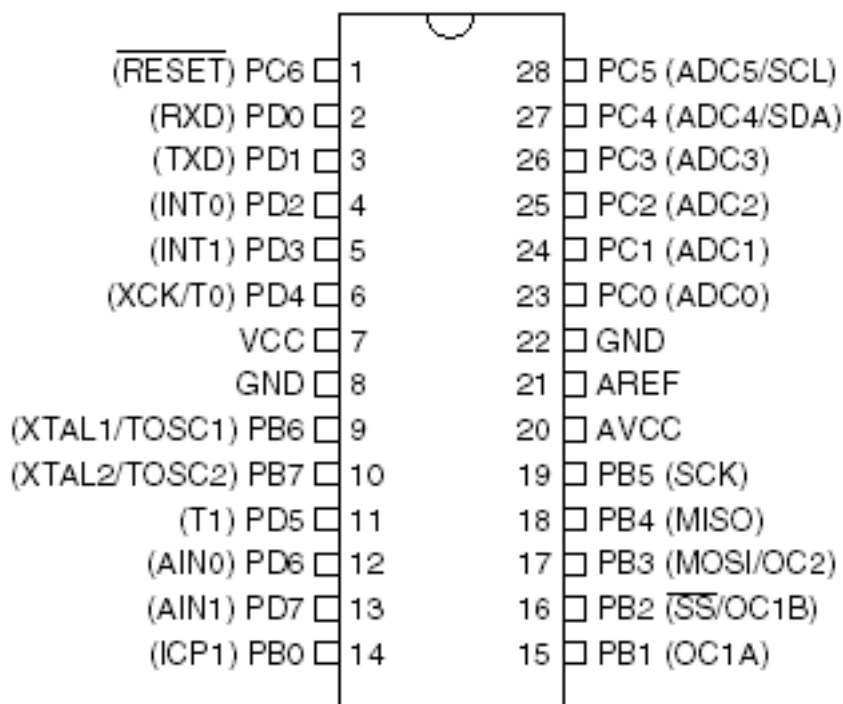 (RESET) PC6 1 28 PC5 (ADC5/SCL)
(RXD) PD0 2 27 PC4 (ADC4/SDA)
(TXD) PD1 3 26 PC3 (ADC3)
(INT0) PD2 4 25 PC2 (ADC2)
(INT1) PD3 5 24 PC1 (ADC1)
(XCK/T0) PD4 6 23 PC0 (ADC0)
VCC 7 22 GND
GND 8 21 AREF
(XTAL1/TOSC1) PB6 9 20 AVCC
(XTAL2/TOSC2) PB7 10 19 PB5 (SCK)
(T1) PD5 11 18 PB4 (MISO)
(AIN0) PD6 12 17 PB3 (MOSI/OC2)
(AIN1) PD7 13 16 PB2 (SS/OC1B)
(ICP1) PB0 14 15 PB1 (OC1A)